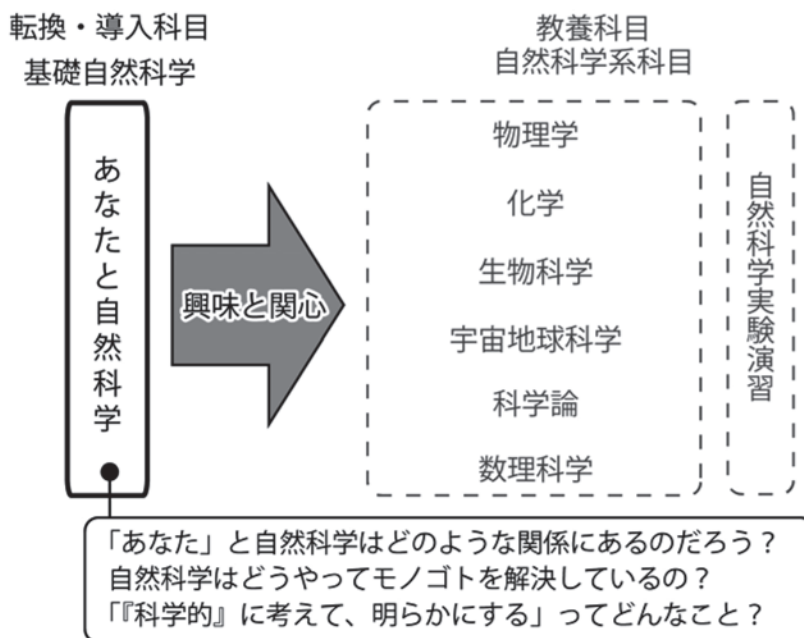 転換・導入科目
基礎自然科学
あなたと自然科学
興味と関心
教養科目
自然科学系科目
物理学
化学
生物科学
宇宙地球科学
科学論
数理科学
自然科学実験演習
「あなた」と自然科学はどのような関係にあるのだろう？
自然科学はどうやってモノゴトを解決しているの？
「『科学的』に考えて、明らかにする」ってどんなこと？